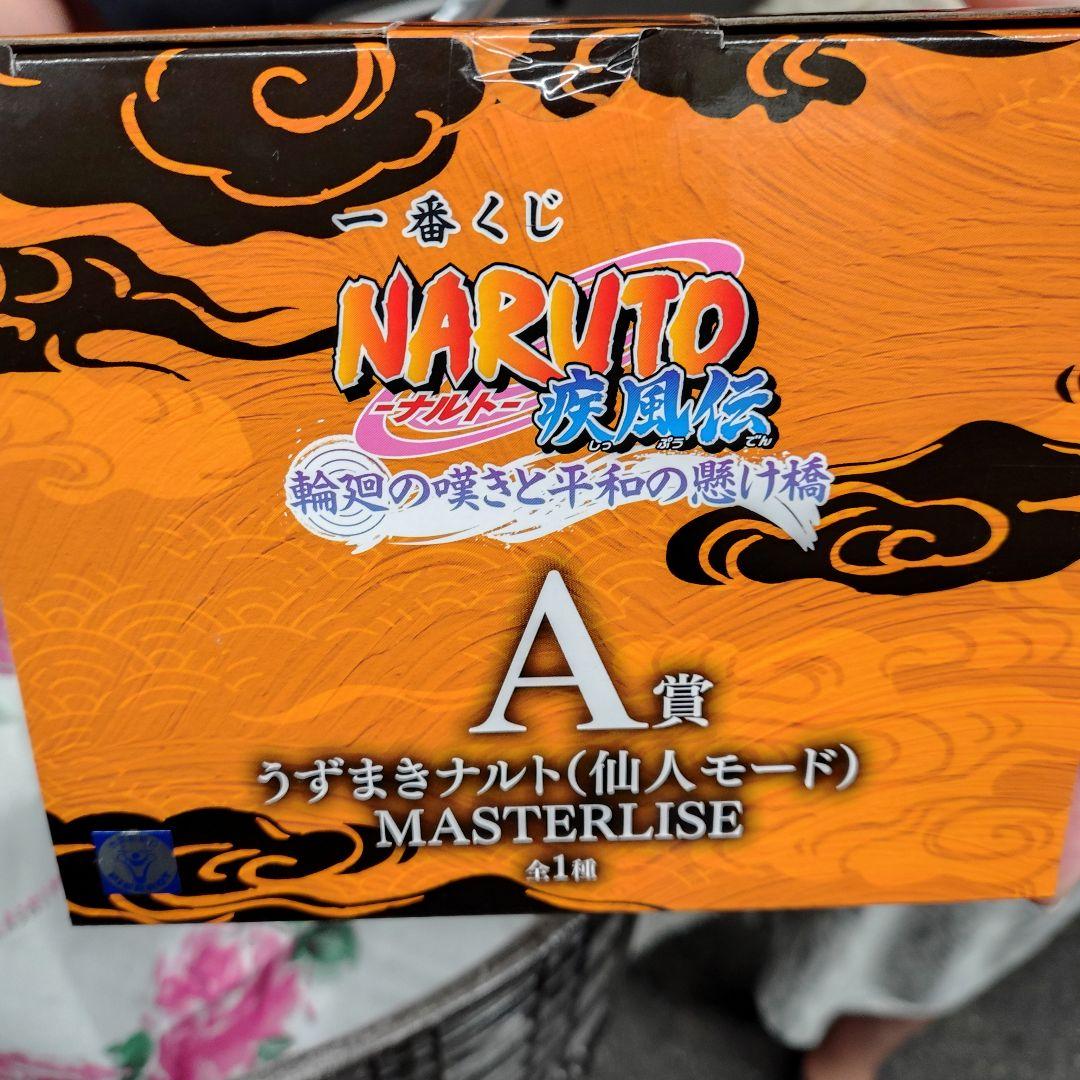 一番くじ
NARUTO
-ナルト-
疾風伝
しっ ぷう でん
輪廻の嘆きと平和の懸け橋
A賞
うずまきナルト(仙人モード)
MASTERLISE
全1種